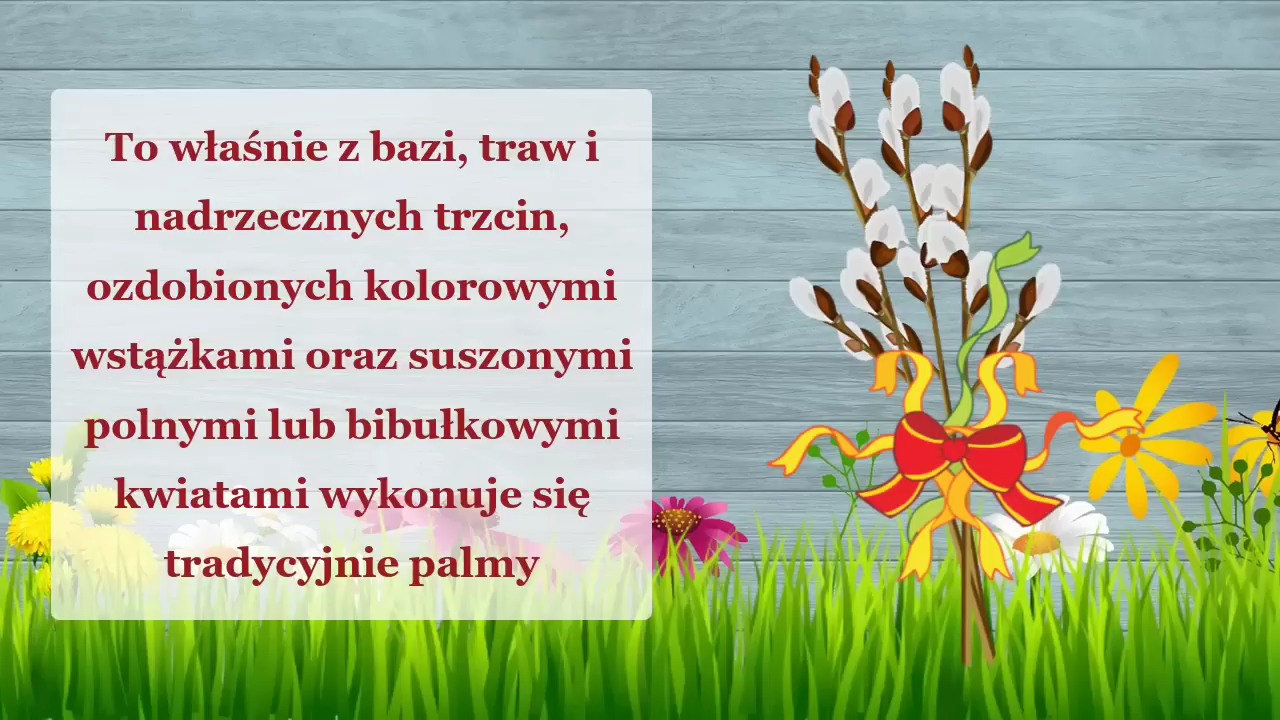 To właśnie z bazi, traw i
nadrzecznych trzcin,
ozdobionych kolorowymi
wstążkami oraz suszonymi
polnymi lub bibułkowymi
kwiatami wykonuje się
tradycyjnie palmy